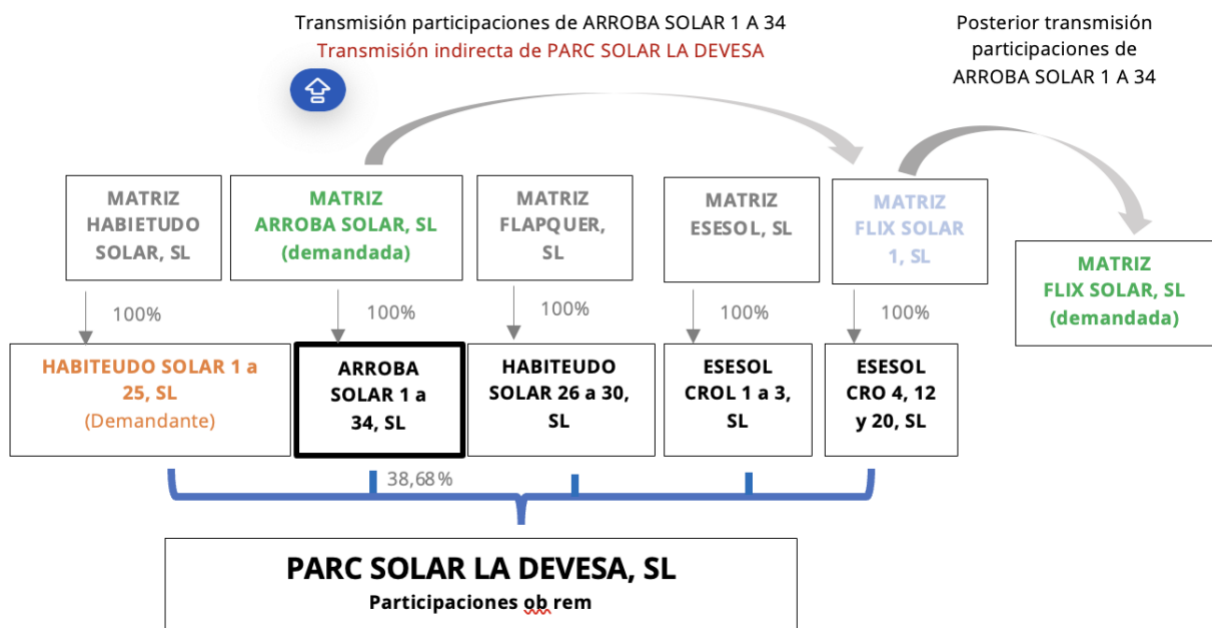 Transmisión participaciones de ARROBA SOLAR 1 A 34
Transmisión indirecta de PARC SOLAR LA DEVESA
Posterior transmisión
participaciones de
ARROBA SOLAR 1 A 34
MATRIZ
HABIETUDO
SOLAR, SL
MATRIZ
ARROBA SOLAR, SL
(demandada)
MATRIZ
FLAPQUER,
SL
MATRIZ
ESESOL, SL
MATRIZ
FLIX SOLAR
1, SL
MATRIZ
FLIX SOLAR, SL
(demandada)
100%
100%
100%
100%
100%
HABITEUDO SOLAR 1 a
25, SL
(Demandante)
ARROBA
SOLAR 1 a
34, SL
HABITEUDO
SOLAR 26 a 30,
SL
ESESOL
CROL 1 a 3,
SL
ESESOL
CRO 4, 12
y 20, SL
38,68%
PARC SOLAR LA DEVESA, SL
Participaciones ob rem